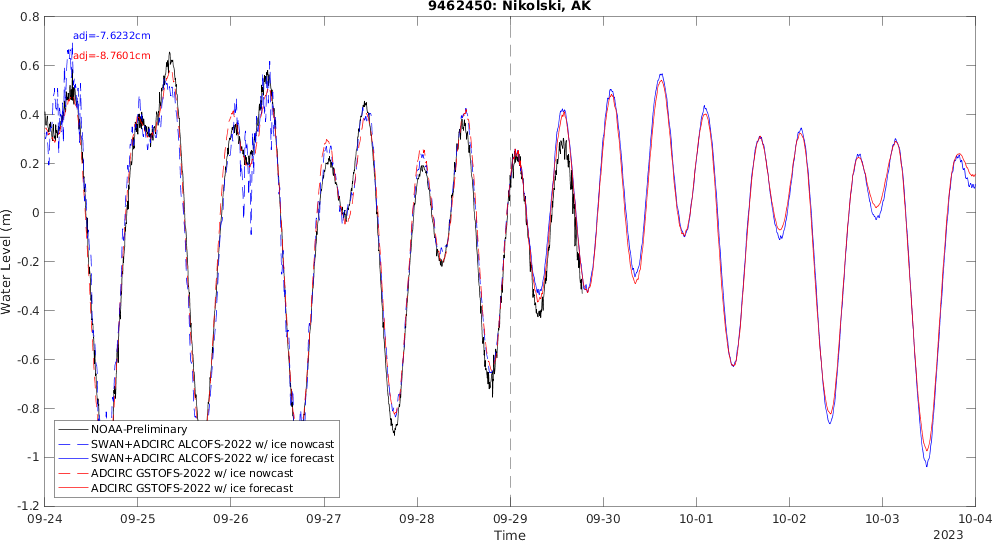 9462450: Nikolski, AK
adj=-7.6232cm
adj=-8.7601cm
0.8
0.6
0.4
0.2
0
-0.2
-0.4
-0.6
-0.8
-1
-1.2
Water Level (m)
NOAA-Preliminary
SWAN+ADCIRC ALCOFS-2022 w/ ice nowcast
SWAN+ADCIRC ALCOFS-2022 w/ ice forecast
ADCIRC GSTOFS-2022 w/ ice nowcast
ADCIRC GSTOFS-2022 w/ ice forecast
09-24 09-25 09-26 09-27 09-28 09-29 09-30 10-01 10-02 10-03 10-04
Time
2023